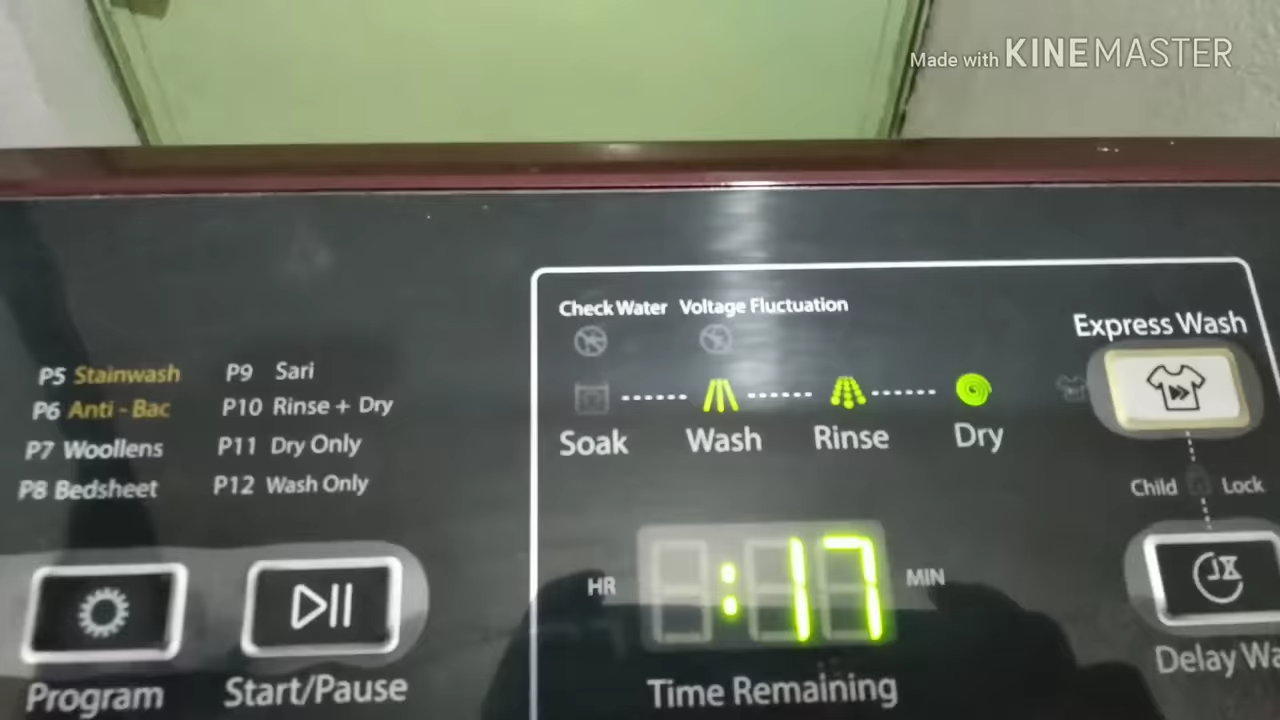 Made with KINEMASTER
Check Water Voltage Fluctuation
Express Wash
P5 Stainwash
P6 Anti - Bac
P7 Woollens
P8 Bedsheet
P9 Sari
P10 Rinse + Dry
P11 Dry Only
P12 Wash Only
Soak Wash Rinse Dry
Child Lock
HR :17 MIN
Program
Start/Pause
Time Remaining
Delay Wa